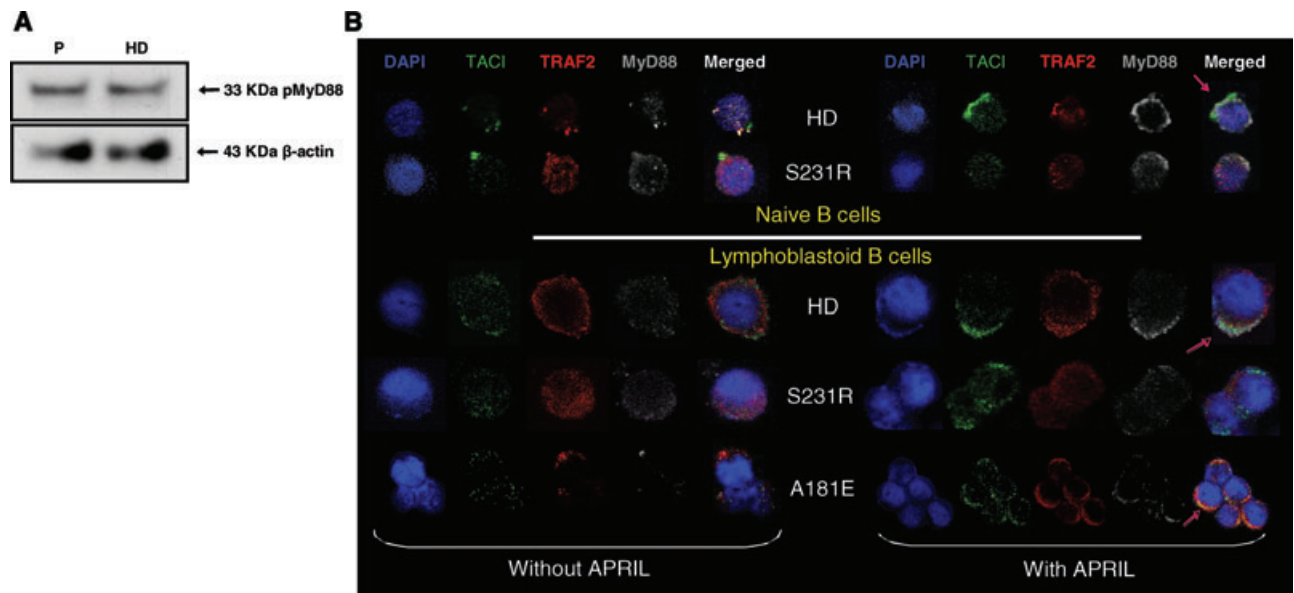 A
P HD
33 KDa pMyD88
43 KDa β-actin
B
DAPI TACI TRAF2 MyD88 Merged DAPI TACI TRAF2 MyD88 Merged
HD
S231R
Naive B cells
Lymphoblastoid B cells
HD
S231R
A181E
Without APRIL With APRIL